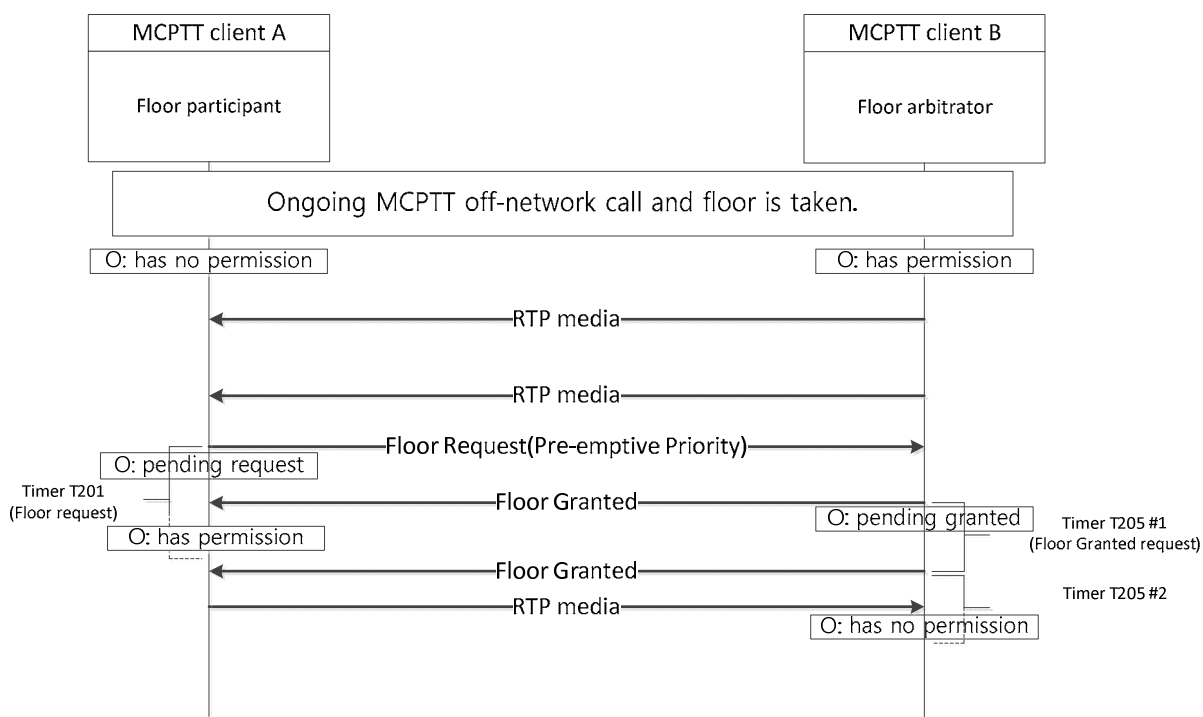 MCPTT client A
MCPTT client B
Floor participant
Floor arbitrator
Ongoing MCPTT off-network call and floor is taken.
O: has no permission
O: has permission
RTP media
RTP media
Floor Request(Pre-emptive Priority)
O: pending request
Timer T201
(Floor request)
Floor Granted
O: pending granted
Timer T205 #1
(Floor Granted request)
O: has permission
Floor Granted
Timer T205 #2
RTP media
O: has no permission